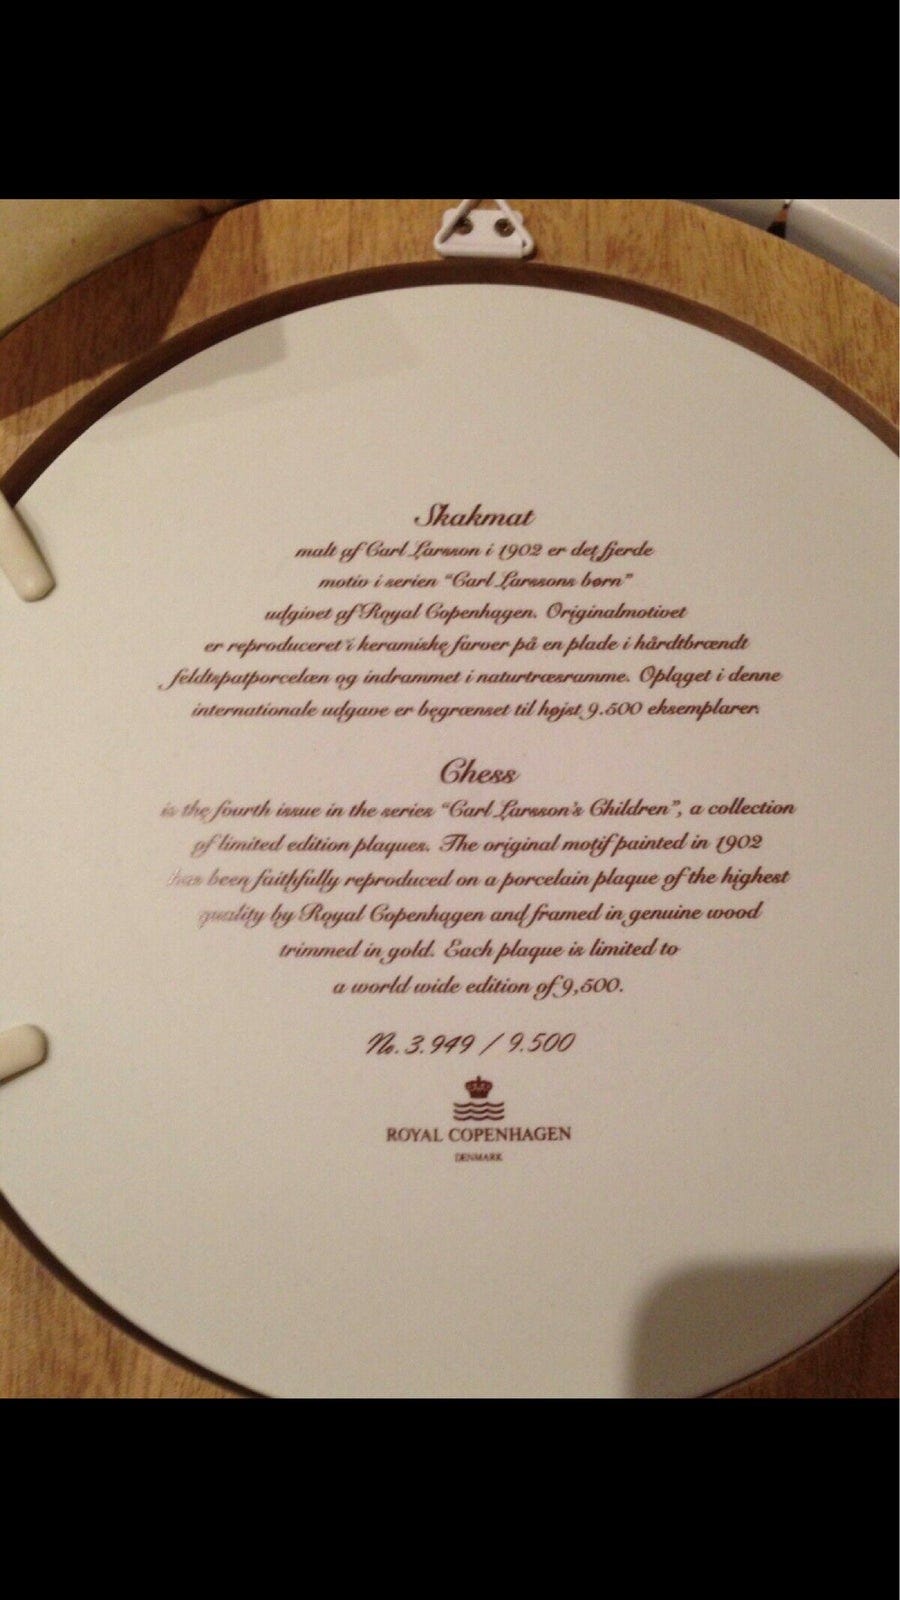 Skakmat
malt af Carl Larsson i 1902 er det fjerde
motiv i serien "Carl Larssons børn"
udgivet af Royal Copenhagen. Originalmotivet
er reproduceret i keramiske farver på en plade i hårdtbrændt
feldtspatporcelæn og indrammet i naturtræsramme. Oplaget i denne
internationale udgave er begrænset til højst 9.500 eksemplarer.
Chess
is the fourth issue in the series "Carl Larsson's Children", a collection
of limited edition plaques. The original motif painted in 1902
has been faithfully reproduced on a porcelain plaque of the highest
quality by Royal Copenhagen and framed in genuine wood
trimmed in gold. Each plaque is limited to
a world wide edition of 9,500.
No. 3.949 / 9.500
ROYAL COPENHAGEN
DENMARK